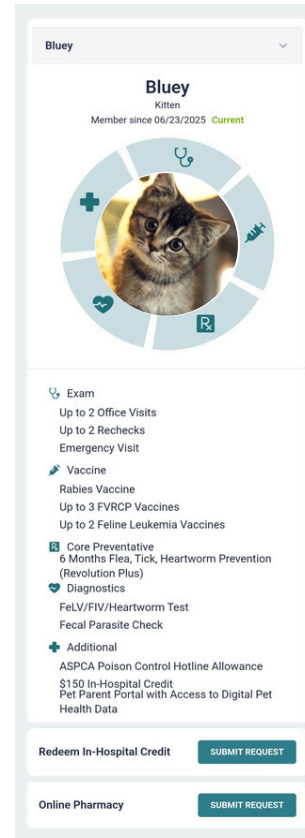 Bluey
Bluey
Kitten
Member since 06/23/2025 Current
Rx
Exam
Up to 2 Office Visits
Up to 2 Rechecks
Emergency Visit
Vaccine
Rabies Vaccine
Up to 3 FVRCP Vaccines
Up to 2 Feline Leukemia Vaccines
Core Preventative
6 Months Flea, Tick, Heartworm Prevention
(Revolution Plus)
Diagnostics
FeLV/FIV/Heartworm Test
Fecal Parasite Check
Additional
ASPCA Poison Control Hotline Allowance
$150 In-Hospital Credit
Pet Parent Portal with Access to Digital Pet
Health Data
Redeem In-Hospital Credit SUBMIT REQUEST
Online Pharmacy SUBMIT REQUEST